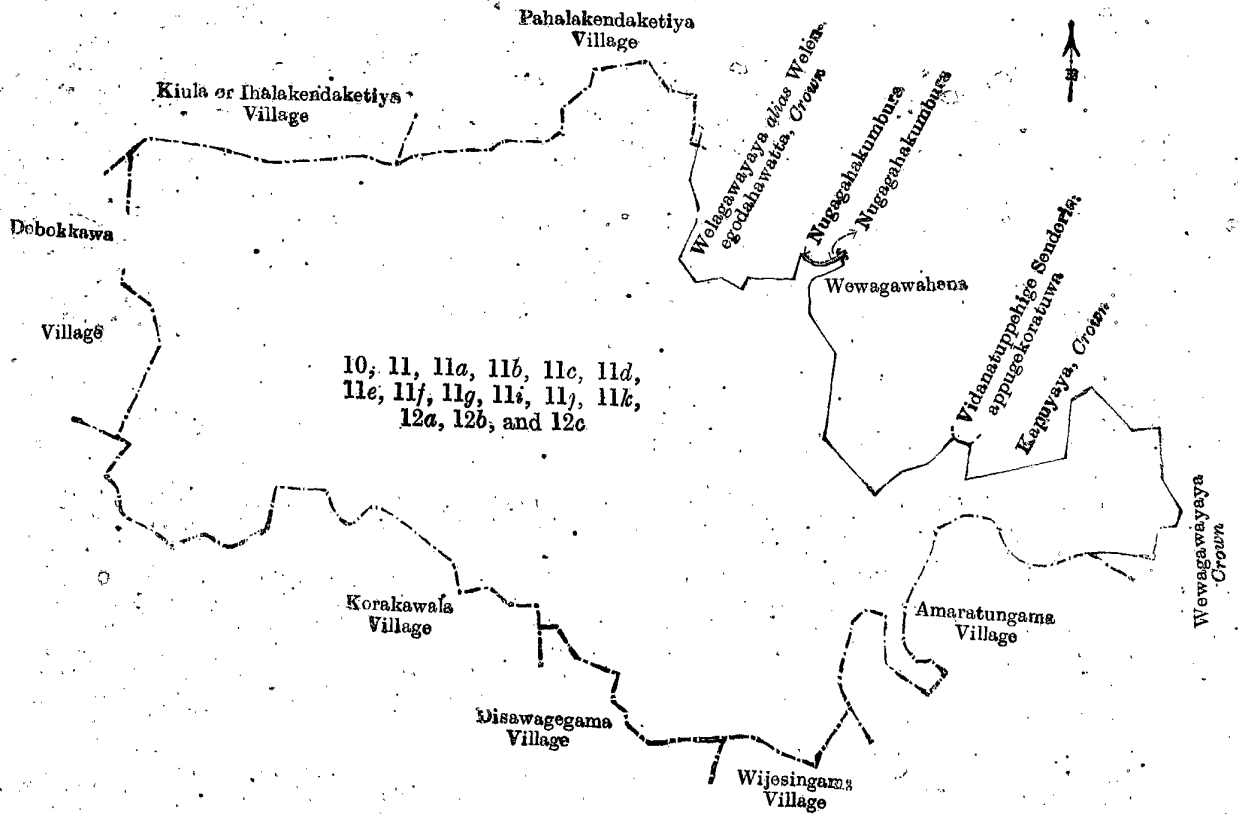 Pahalakendaketiya
Village
Kiula or Ihalakendaketiya
Village
Welagawayaya alias Welen-
egodahawatta, Crown
Nugagahakumbura
Nugagahakumbura
Debokkawa
Village
Wewagawahena
Vidanatuppehige Senderis-
appugekoratuwa
Kapuyaya, Crown
10, 11, 11a, 11b, 11c, 11d,
11e, 11f, 11g, 11i, 11j, 11k,
12a, 12b, and 12c
Wewagawayaya
Crown
Korakawala
Village
Amaratungama
Village
Disawagegama
Village
Wijesingama
Village